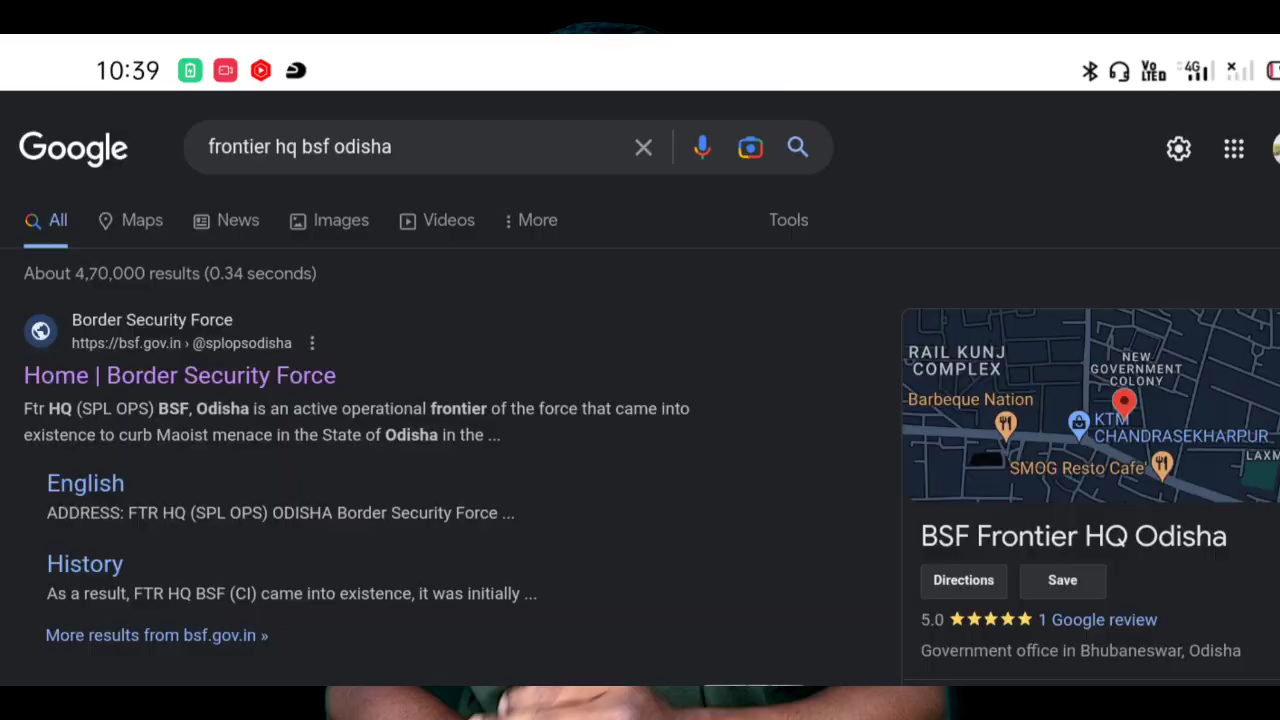 10:39
Vo LTE
4G
Google
frontier hq bsf odisha
All
Maps
News
Images
Videos
More
Tools
About 4,70,000 results (0.34 seconds)
Border Security Force
https://bsf.gov.in › @splopsodisha
Home | Border Security Force
Ftr HQ (SPL OPS) BSF, Odisha is an active operational frontier of the force that came into
existence to curb Maoist menace in the State of Odisha in the ...
English
ADDRESS: FTR HQ (SPL OPS) ODISHA Border Security Force ...
History
As a result, FTR HQ BSF (CI) came into existence, it was initially ...
More results from bsf.gov.in »
RAIL KUNJ
COMPLEX
NEW
GOVERNMENT
COLONY
Barbeque Nation
KTM
CHANDRASEKHARPUR
SMOG Resto Cafe'
LAXM
BSF Frontier HQ Odisha
Directions
Save
5.0 ★★★★★ 1 Google review
Government office in Bhubaneswar, Odisha